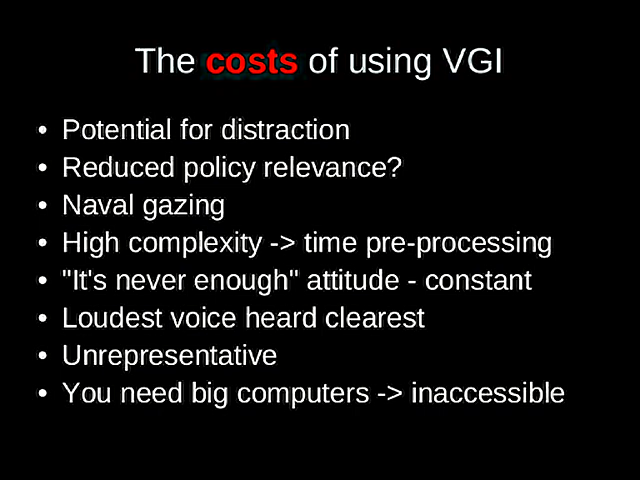 The costs of using VGI
• Potential for distraction
• Reduced policy relevance?
• Naval gazing
• High complexity -> time pre-processing
• "It's never enough" attitude - constant
• Loudest voice heard clearest
• Unrepresentative
• You need big computers -> inaccessible